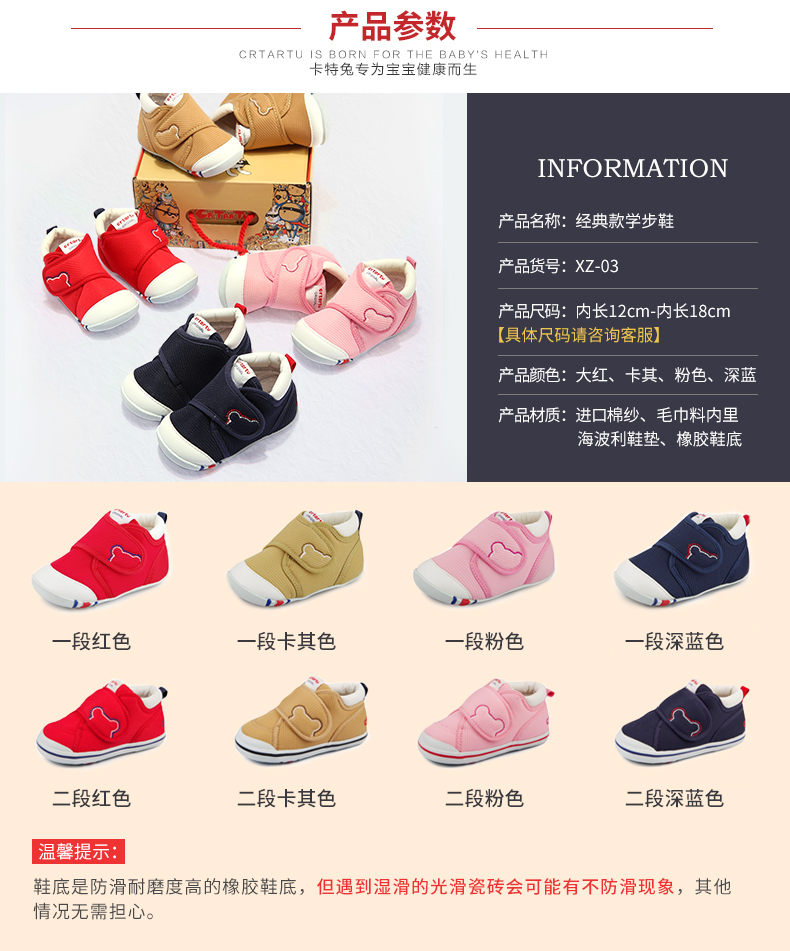 产品参数
CRTARTU IS BORN FOR THE BABY'S HEALTH
卡特兔专为宝宝健康而生
INFORMATION
产品名称：经典款学步鞋
产品货号：XZ-03
产品尺码：内长12cm-内长18cm
【具体尺码请咨询客服】
产品颜色：大红、卡其、粉色、深蓝
产品材质：进口棉纱、毛巾料内里
海波利鞋垫、橡胶鞋底
一段红色
一段卡其色
一段粉色
一段深蓝色
二段红色
二段卡其色
二段粉色
二段深蓝色
温馨提示：
鞋底是防滑耐磨度高的橡胶鞋底，但遇到湿滑的光滑瓷砖会可能有不防滑现象，其他
情况无需担心。